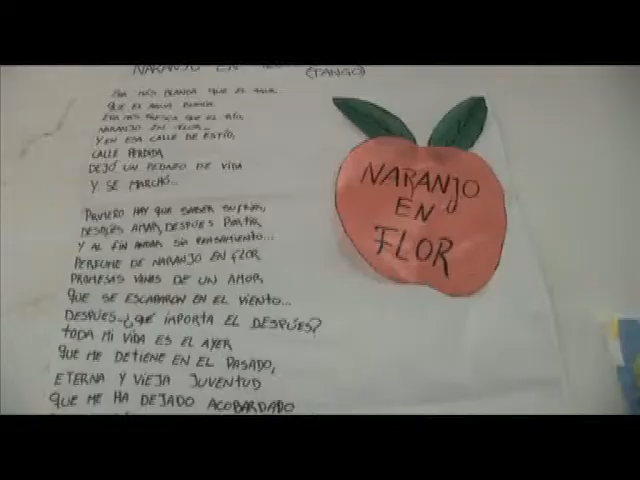 NARANJO EN FLOR
(TANGO)
ERA MÁS BLANDA QUE EL AGUA
QUE EL AGUA BLANDA
ERA MÁS FRESCA QUE EL RÍO,
NARANJO EN FLOR...
Y EN ESA CALLE DE ESTÍO,
CALLE PERDIDA
DEJÓ UN PEDAZO DE VIDA
Y SE MARCHÓ...
PRIMERO HAY QUE SABER SUFRIR,
DESPUÉS AMAR, DESPUÉS PARTIR
Y AL FIN ANDAR SIN PENSAMIENTO...
PERFUME DE NARANJO EN FLOR
PROMESAS VANAS DE UN AMOR
QUE SE ESCAPARON EN EL VIENTO...
DESPUÉS...¿QUÉ IMPORTA EL DESPUÉS?
TODA MI VIDA ES EL AYER
QUE ME DETIENE EN EL PASADO,
ETERNA Y VIEJA JUVENTUD
QUE ME HA DEJADO ACOBARDADO
NARANJO
EN
FLOR